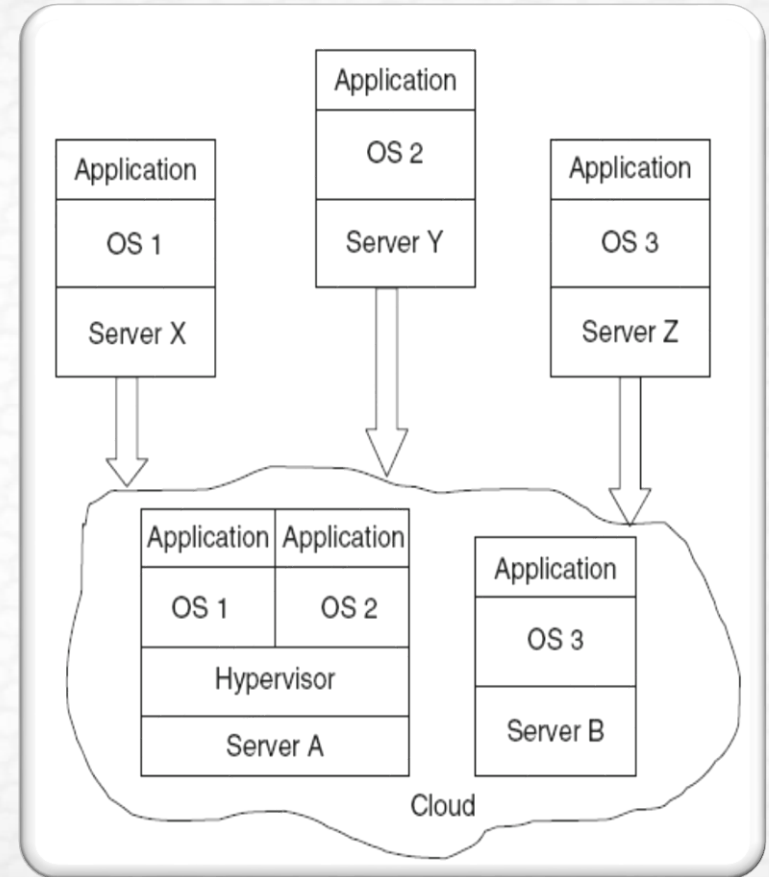 Application
OS 1
Server X
Application
OS 2
Server Y
Application
OS 3
Server Z
Application Application
OS 1 OS 2
Hypervisor
Server A
Application
OS 3
Server B
Cloud